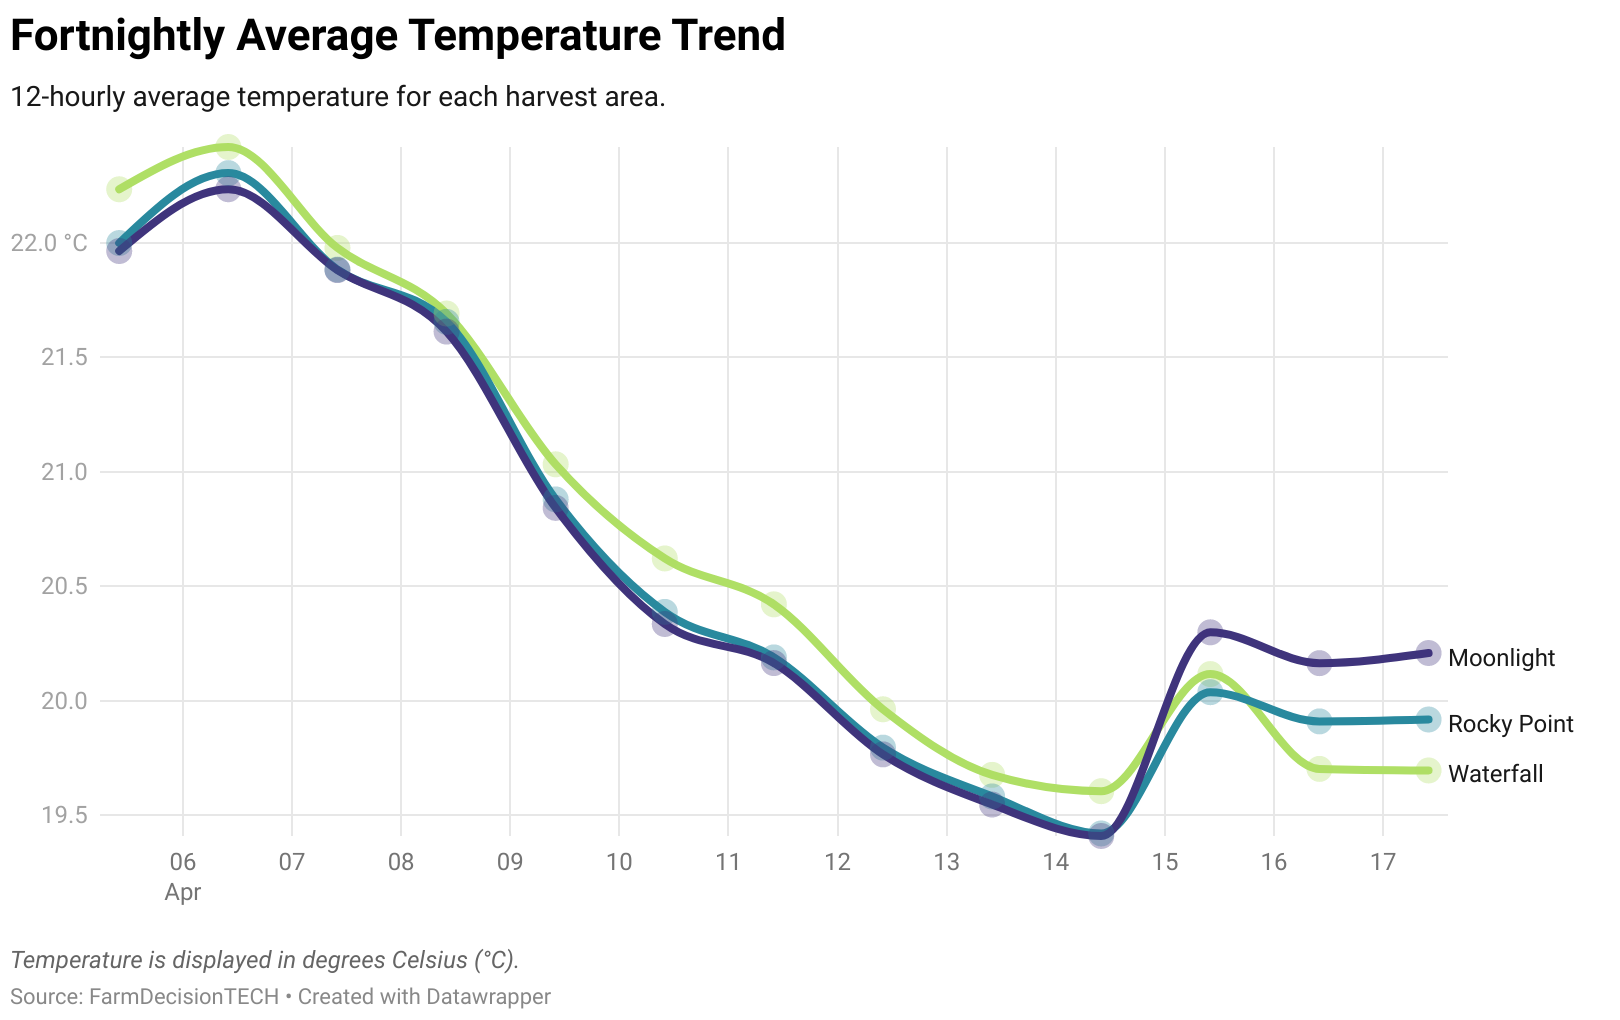 Fortnightly Average Temperature Trend
12-hourly average temperature for each harvest area.
22.0 °C
21.5
21.0
20.5
20.0
19.5
Moonlight
Rocky Point
Waterfall
06 07 08 09 10 11 12 13 14 15 16 17
Apr
Temperature is displayed in degrees Celsius (°C).
Source: FarmDecisionTECH • Created with Datawrapper